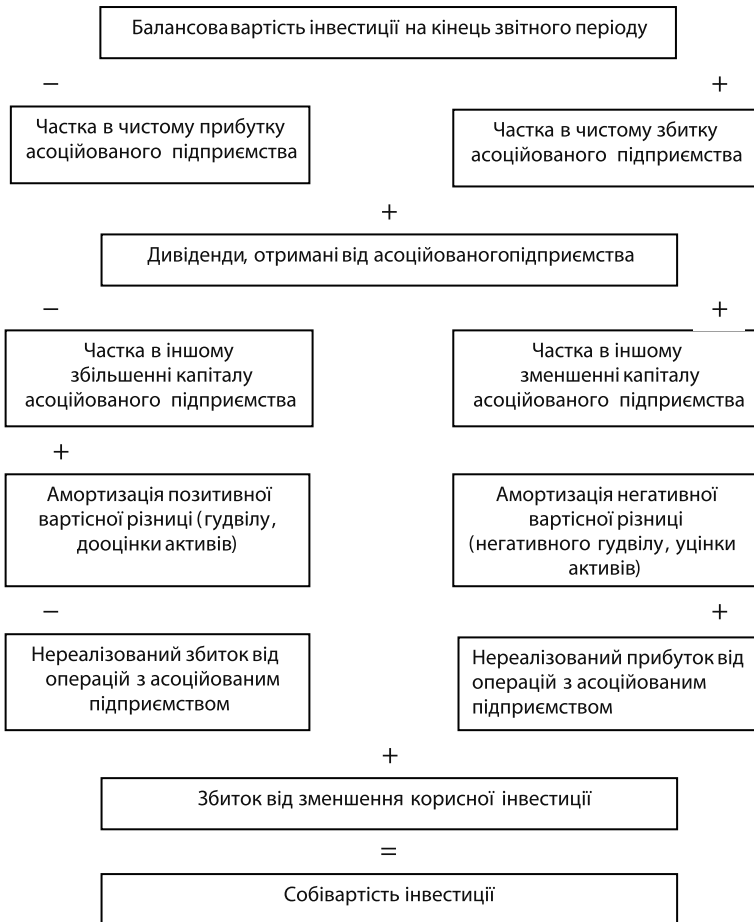 Балансова вартість інвестиції на кінець звітного періоду
− +
Частка в чистому прибутку
асоційованого підприємства
Частка в чистому збитку
асоційованого підприємства
+
Дивіденди, отримані від асоційованого підприємства
− +
Частка в іншому
збільшенні капіталу
асоційованого підприємства
Частка в іншому
зменшенні капіталу
асоційованого підприємства
+
Амортизація позитивної
вартісної різниці (гудвілу,
дооцінки активів)
Амортизація негативної
вартісної різниці
(негативного гудвілу, уцінки
активів)
− +
Нереалізований збиток від
операцій з асоційованим
підприємством
Нереалізований прибуток від
операцій з асоційованим
підприємством
+
Збиток від зменшення корисної інвестиції
=
Собівартість інвестиції